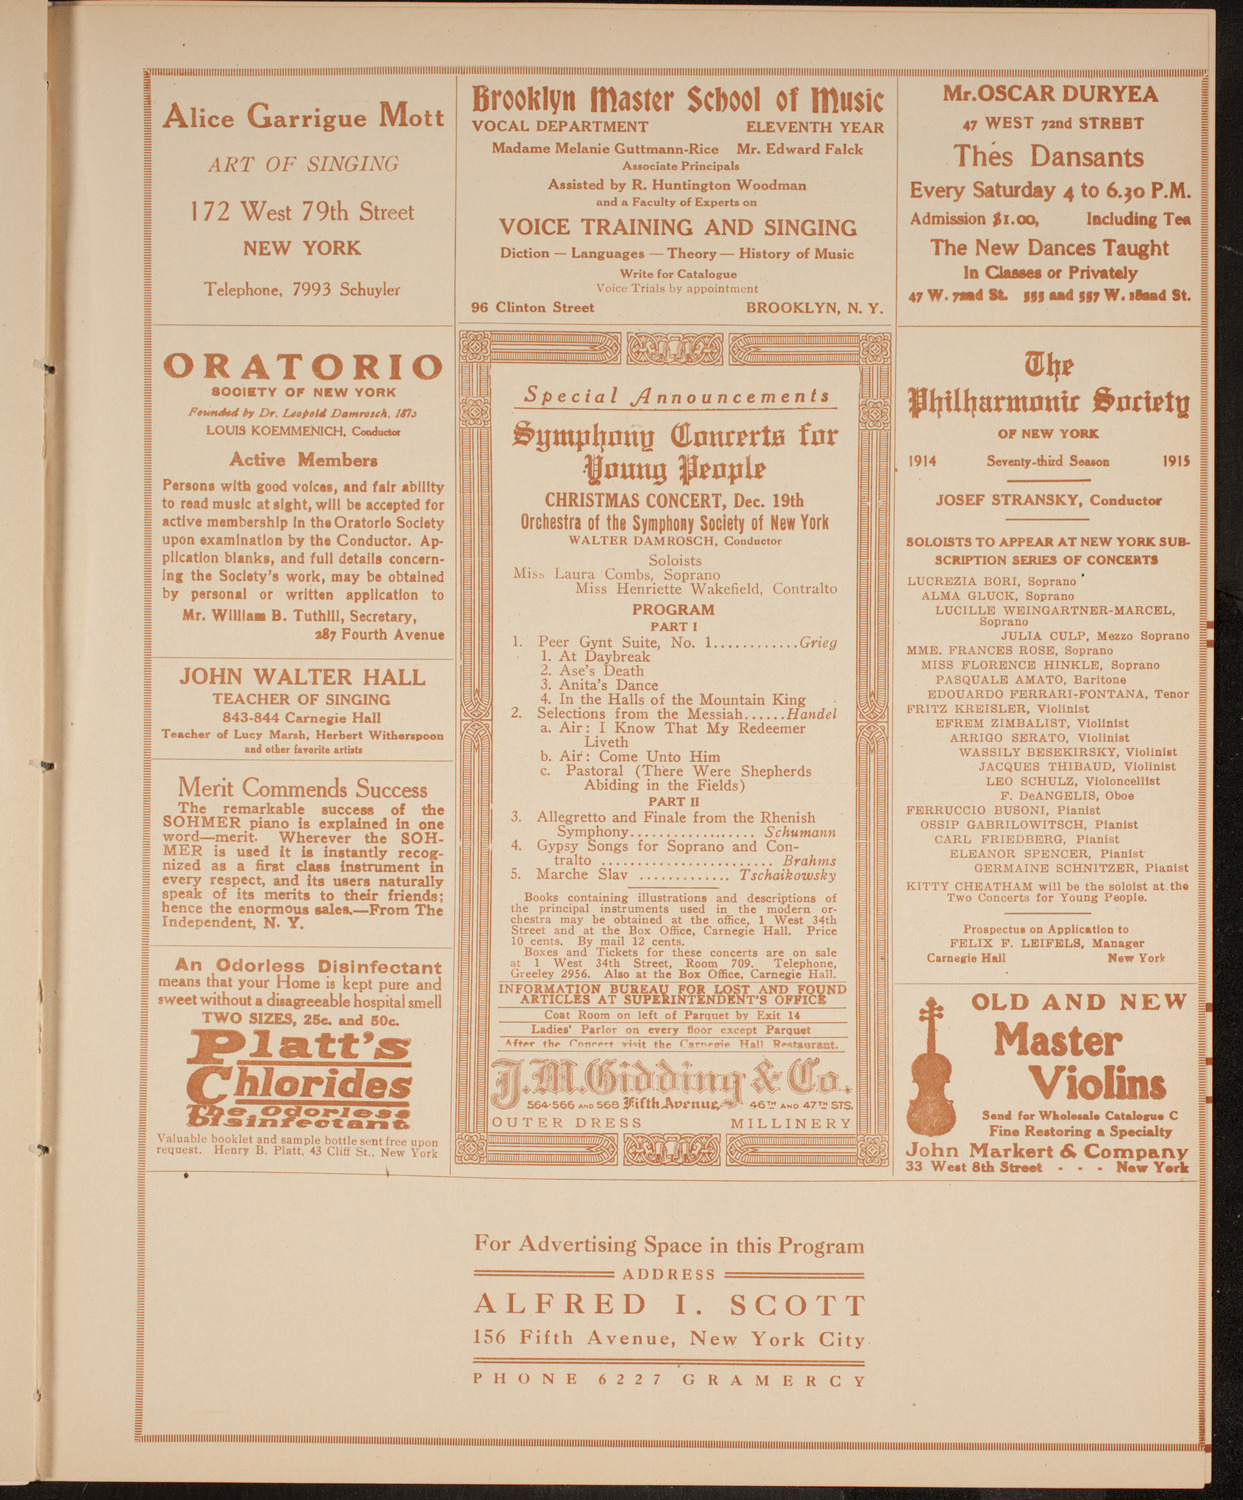 Alice Garrigue Mott
ART OF SINGING
172 West 79th Street
NEW YORK
Telephone, 7993 Schuyler
ORATORIO
SOCIETY OF NEW YORK
Founded by Dr. Leopold Damrosch, 1873
LOUIS KOEMMENICH, Conductor
Active Members
Persons with good voices, and fair ability
to read music at sight, will be accepted for
active membership in the Oratorio Society
upon examination by the Conductor. Ap-
plication blanks, and full details concern-
ing the Society's work, may be obtained
by personal or written application to
Mr. William B. Tuthill, Secretary,
287 Fourth Avenue
JOHN WALTER HALL
TEACHER OF SINGING
843-844 Carnegie Hall
Teacher of Lucy Marsh, Herbert Witherspoon
and other favorite artists
Merit Commends Success
The remarkable success of the
SOHMER piano is explained in one
word—merit. Wherever the SOH-
MER is used it is instantly recog-
nized as a first class instrument in
every respect, and its users naturally
speak of its merits to their friends;
hence the enormous sales.—From The
Independent, N. Y.
An Odorless Disinfectant
means that your Home is kept pure and
sweet without a disagreeable hospital smell
TWO SIZES, 25c. and 50c.
Platt's
Chlorides
The Odorless
Disinfectant.
Valuable booklet and sample bottle sent free upon
request. Henry B. Platt, 43 Cliff St., New York
Brooklyn Master School of Music
VOCAL DEPARTMENT ELEVENTH YEAR
Madame Melanie Guttmann-Rice Mr. Edward Falck
Associate Principals
Assisted by R. Huntington Woodman
and a Faculty of Experts on
VOICE TRAINING AND SINGING
Diction — Languages — Theory — History of Music
Write for Catalogue
Voice Trials by appointment
96 Clinton Street BROOKLYN, N. Y.
Special Announcements
Symphony Concerts for
Young People
CHRISTMAS CONCERT, Dec. 19th
Orchestra of the Symphony Society of New York
WALTER DAMROSCH, Conductor
Soloists
Miss Laura Combs, Soprano
Miss Henriette Wakefield, Contralto
PROGRAM
PART I
1. Peer Gynt Suite, No. 1............Grieg
1. At Daybreak
2. Ase's Death
3. Anita's Dance
4. In the Halls of the Mountain King
2. Selections from the Messiah......Handel
a. Air: I Know That My Redeemer
Liveth
b. Air: Come Unto Him
c. Pastoral (There Were Shepherds
Abiding in the Fields)
PART II
3. Allegretto and Finale from the Rhenish
Symphony................. Schumann
4. Gypsy Songs for Soprano and Con-
tralto ........................ Brahms
5. Marche Slav ............. Tschaikowsky
Books containing illustrations and descriptions of
the principal instruments used in the modern or-
chestra may be obtained at the office, 1 West 34th
Street and at the Box Office, Carnegie Hall. Price
10 cents. By mail 12 cents.
Boxes and Tickets for these concerts are on sale
at 1 West 34th Street, Room 709. Telephone,
Greeley 2956. Also at the Box Office, Carnegie Hall.
INFORMATION BUREAU FOR LOST AND FOUND
ARTICLES AT SUPERINTENDENT'S OFFICE
Coat Room on left of Parquet by Exit 14
Ladies' Parlor on every floor except Parquet
After the Concert visit the Carnegie Hall Restaurant.
J.M. Gidding & Co.
564-566 AND 568 Fifth Avenue, 46TH AND 47TH STS.
OUTER DRESS MILLINERY
Mr. OSCAR DURYEA
47 WEST 72nd STREET
Thés Dansants
Every Saturday 4 to 6.30 P.M.
Admission $1.00, Including Tea
The New Dances Taught
In Classes or Privately
47 W. 72nd St. 555 and 557 W. 182nd St.
The
Philharmonic Society
OF NEW YORK
1914 Seventy-third Season 1915
JOSEF STRANSKY, Conductor
SOLOISTS TO APPEAR AT NEW YORK SUB-
SCRIPTION SERIES OF CONCERTS
LUCREZIA BORI, Soprano
ALMA GLUCK, Soprano
LUCILLE WEINGARTNER-MARCEL,
Soprano
JULIA CULP, Mezzo Soprano
MME. FRANCES ROSE, Soprano
MISS FLORENCE HINKLE, Soprano
PASQUALE AMATO, Baritone
EDOUARDO FERRARI-FONTANA, Tenor
FRITZ KREISLER, Violinist
EFREM ZIMBALIST, Violinist
ARRIGO SERATO, Violinist
WASSILY BESEKIRSKY, Violinist
JACQUES THIBAUD, Violinist
LEO SCHULZ, Violoncellist
F. DeANGELIS, Oboe
FERRUCCIO BUSONI, Pianist
OSSIP GABRILOWITSCH, Pianist
CARL FRIEDBERG, Pianist
ELEANOR SPENCER, Pianist
GERMAINE SCHNITZER, Pianist
KITTY CHEATHAM will be the soloist at the
Two Concerts for Young People.
Prospectus on Application to
FELIX F. LEIFELS, Manager
Carnegie Hall New York
OLD AND NEW
Master
Violins
Send for Wholesale Catalogue C
Fine Restoring a Specialty
John Markert & Company
33 West 8th Street - - - New York
For Advertising Space in this Program
ADDRESS
ALFRED I. SCOTT
156 Fifth Avenue, New York City
PHONE 6227 GRAMERCY